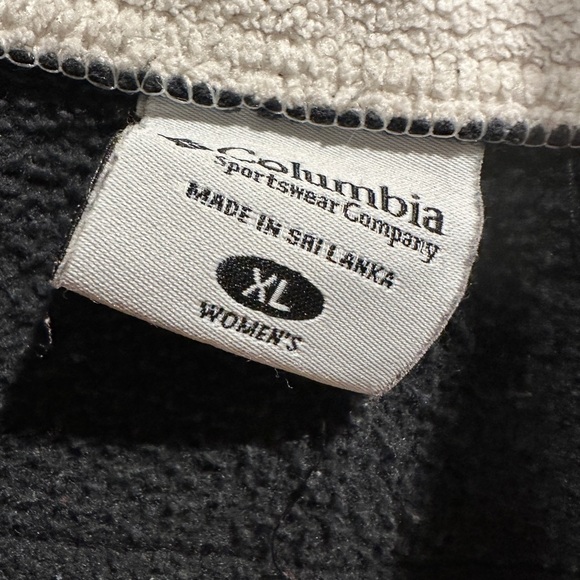 Columbia
Sportswear Company
MADE IN SRI LANKA
XL
WOMEN'S